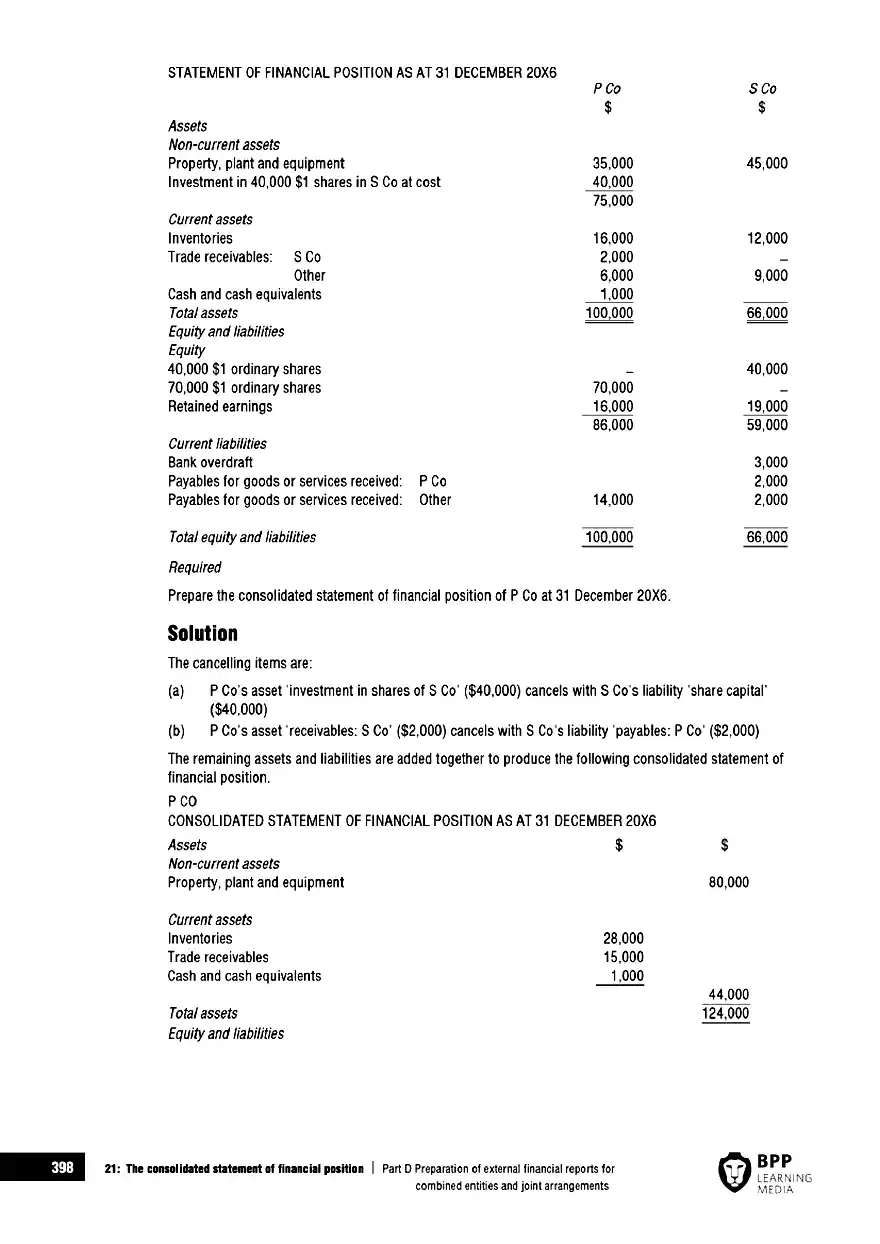 STATEMENT OF FINANCIAL POSITION AS AT 31 DECEMBER 20X6
P Co S Co
$ $
Assets
Non-current assets
Property, plant and equipment 35,000 45,000
Investment in 40,000 $1 shares in S Co at cost 40,000
75,000
Current assets
Inventories 16,000 12,000
Trade receivables: S Co 2,000 –
Other 6,000 9,000
Cash and cash equivalents 1,000
Total assets 100,000 66,000
Equity and liabilities
Equity
40,000 $1 ordinary shares – 40,000
70,000 $1 ordinary shares 70,000 –
Retained earnings 16,000 19,000
86,000 59,000
Current liabilities
Bank overdraft 3,000
Payables for goods or services received: P Co 2,000
Payables for goods or services received: Other 14,000 2,000
Total equity and liabilities 100,000 66,000
Required
Prepare the consolidated statement of financial position of P Co at 31 December 20X6.
Solution
The cancelling items are:
(a) P Co's asset 'investment in shares of S Co' ($40,000) cancels with S Co's liability 'share capital'
($40,000)
(b) P Co's asset 'receivables: S Co' ($2,000) cancels with S Co's liability 'payables: P Co' ($2,000)
The remaining assets and liabilities are added together to produce the following consolidated statement of
financial position.
P CO
CONSOLIDATED STATEMENT OF FINANCIAL POSITION AS AT 31 DECEMBER 20X6
Assets $ $
Non-current assets
Property, plant and equipment 80,000
Current assets
Inventories 28,000
Trade receivables 15,000
Cash and cash equivalents 1,000
44,000
Total assets 124,000
Equity and liabilities
398 21: The consolidated statement of financial position | Part D Preparation of external financial reports for
combined entities and joint arrangements
BPP
LEARNING
MEDIA